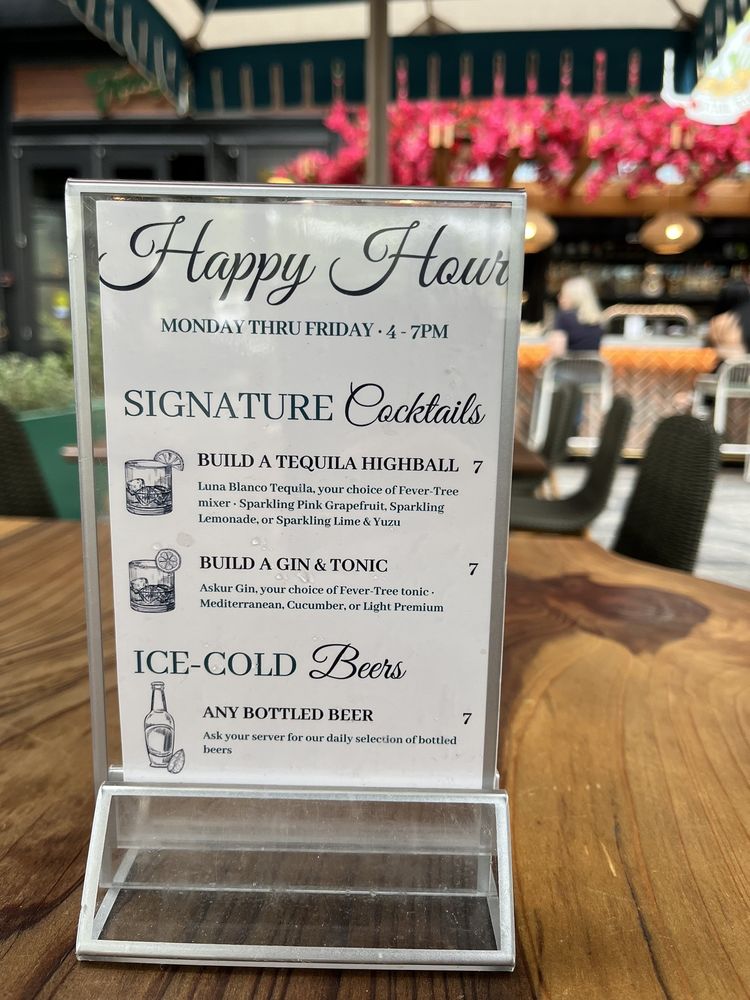 Happy Hour
MONDAY THRU FRIDAY · 4 - 7PM
SIGNATURE Cocktails
BUILD A TEQUILA HIGHBALL 7
Luna Blanco Tequila, your choice of Fever-Tree
mixer · Sparkling Pink Grapefruit, Sparkling
Lemonade, or Sparkling Lime & Yuzu
BUILD A GIN & TONIC 7
Askur Gin, your choice of Fever-Tree tonic ·
Mediterranean, Cucumber, or Light Premium
ICE-COLD Beers
ANY BOTTLED BEER 7
Ask your server for our daily selection of bottled
beers